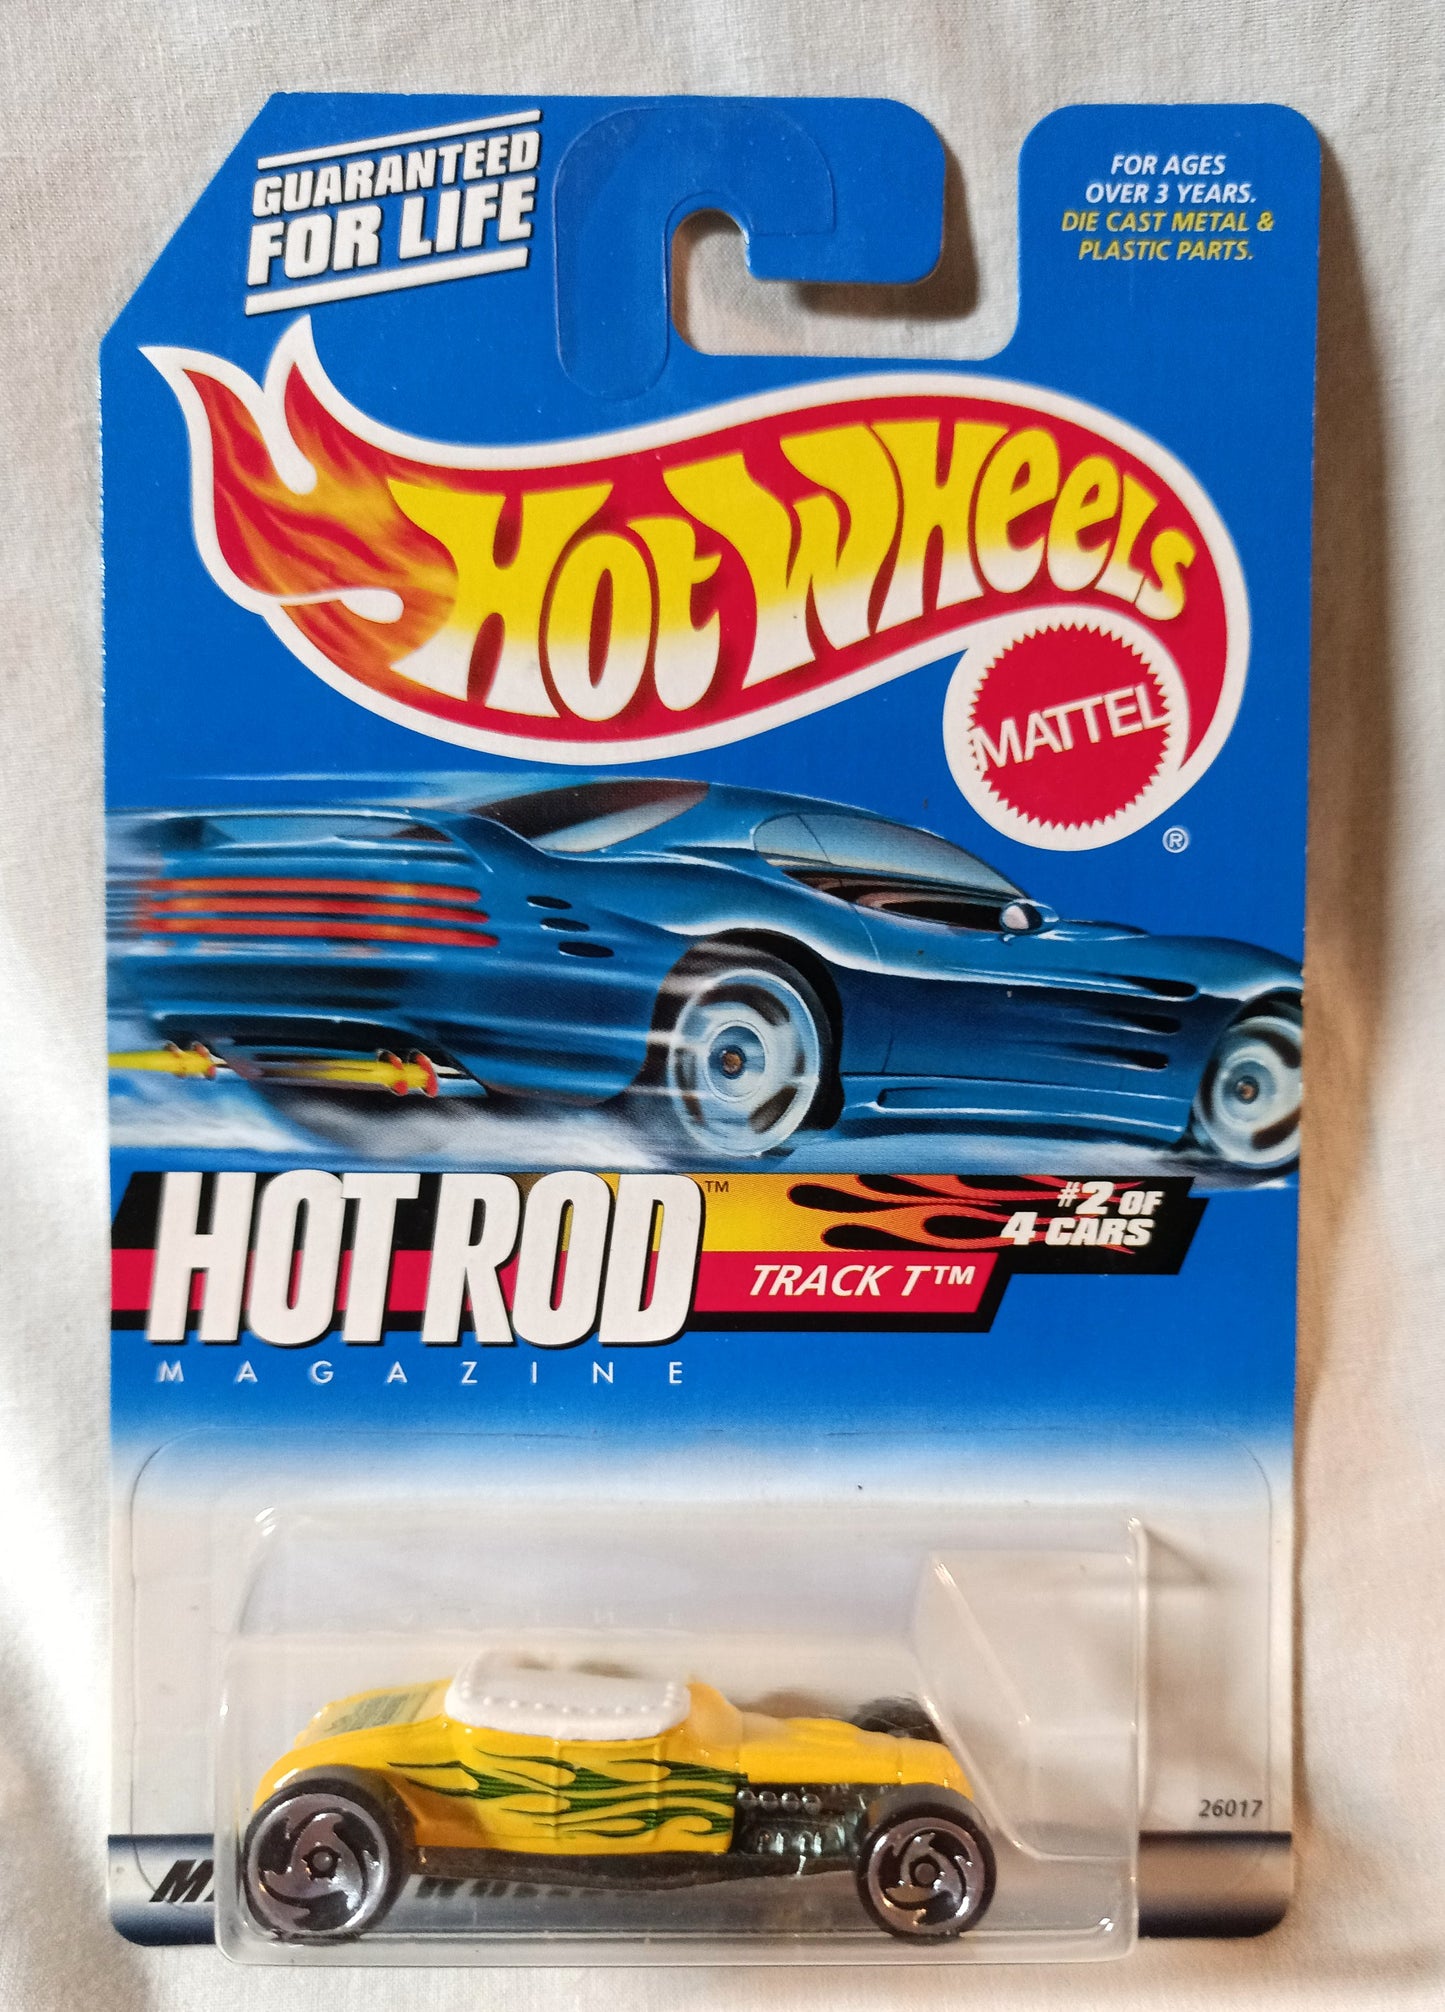 GUARANTEED
FOR LIFE
FOR AGES
OVER 3 YEARS.
DIE CAST METAL &
PLASTIC PARTS.
HOT WHEELS
MATTEL
®
HOT ROD™
MAGAZINE
#2 OF
4 CARS
TRACK T™
26017